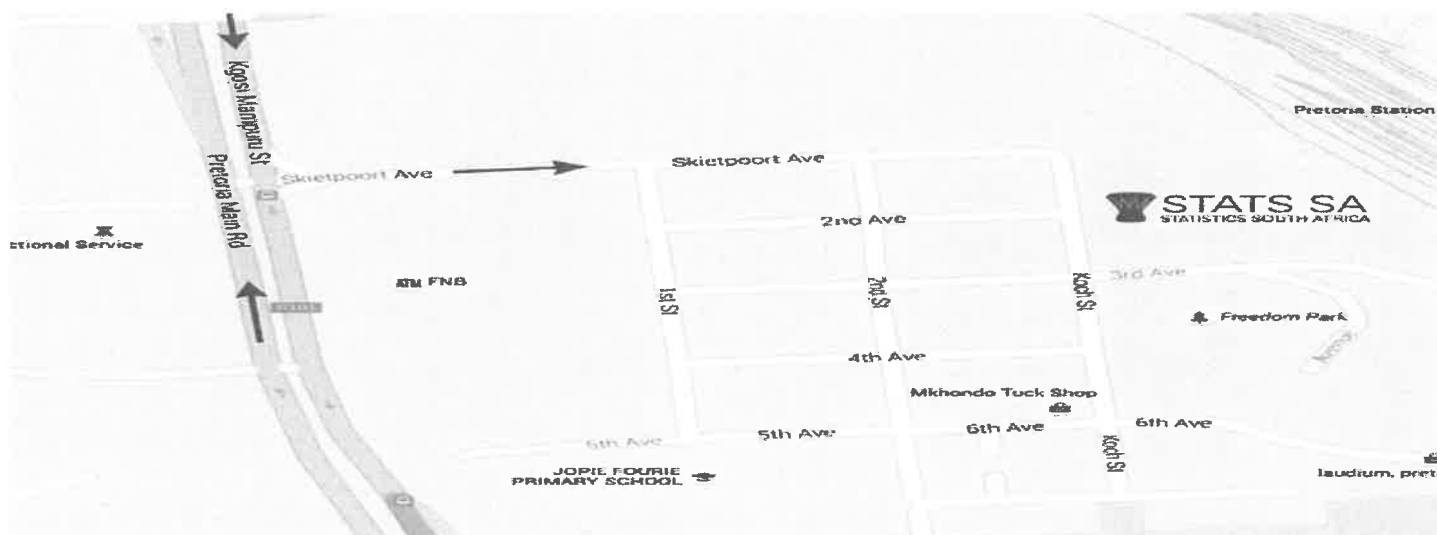 Kgosi Mampuru St
Pretoria Main Rd
Pretoria Station
Skietpoort Ave
Skietpoort Ave
STATS SA
STATISTICS SOUTH AFRICA
2nd Ave
ctional Service
3rd Ave
ATM FNB
1st St
2nd St
Koch St
Freedom Park
4th Ave
Mkhondo Tuck Shop
6th Ave
5th Ave
6th Ave
6th Ave
Koch St
JOPIE FOURIE
PRIMARY SCHOOL
laudium, pret